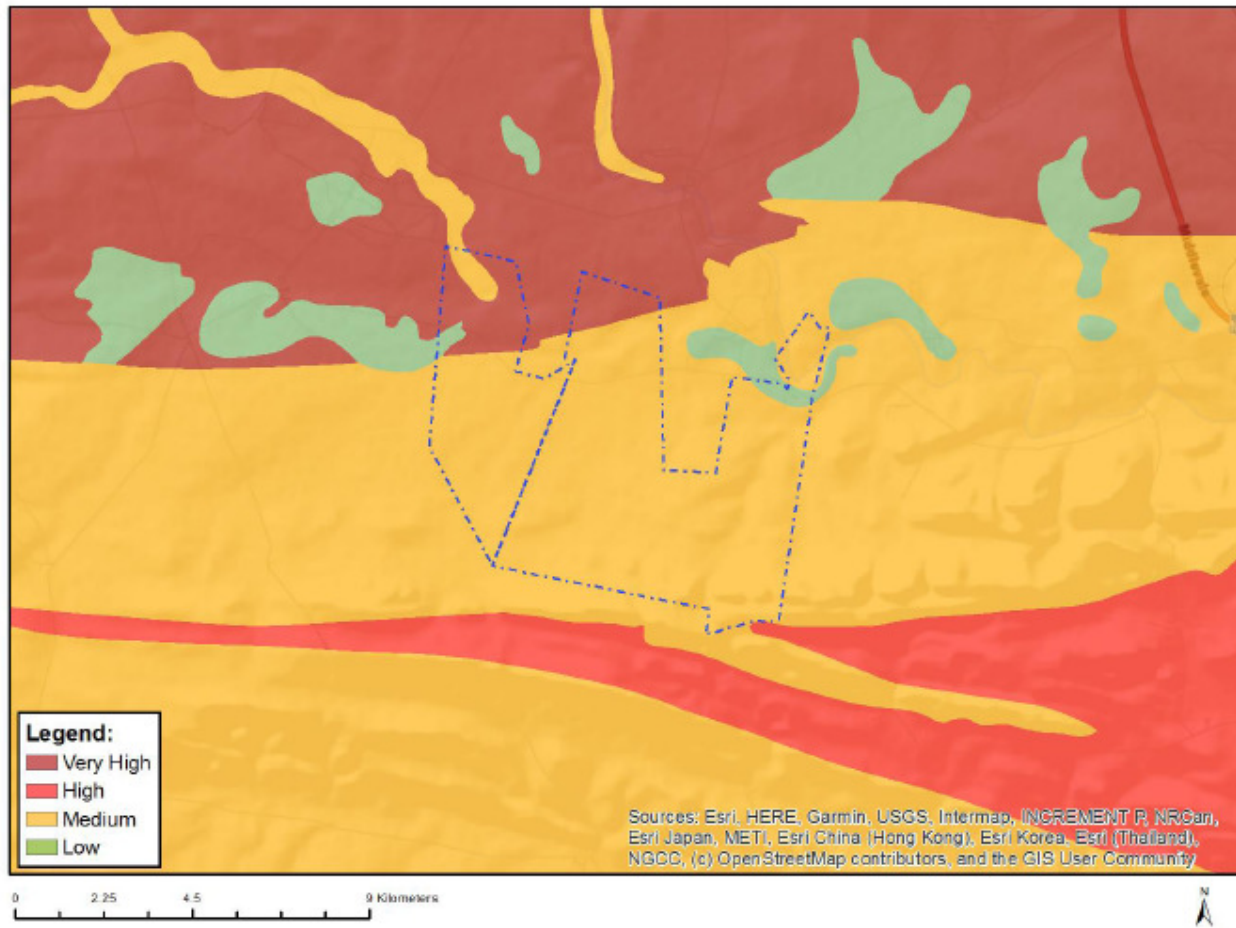 Middlevale
Legend:
Very High
High
Medium
Low
Sources: Esri, HERE, Garmin, USGS, Intermap, INCREMENT P, NRCan,
Esri Japan, METI, Esri China (Hong Kong), Esri Korea, Esri (Thailand),
NGCC, (c) OpenStreetMap contributors, and the GIS User Community
0 2.25 4.5 9 Kilometers
N